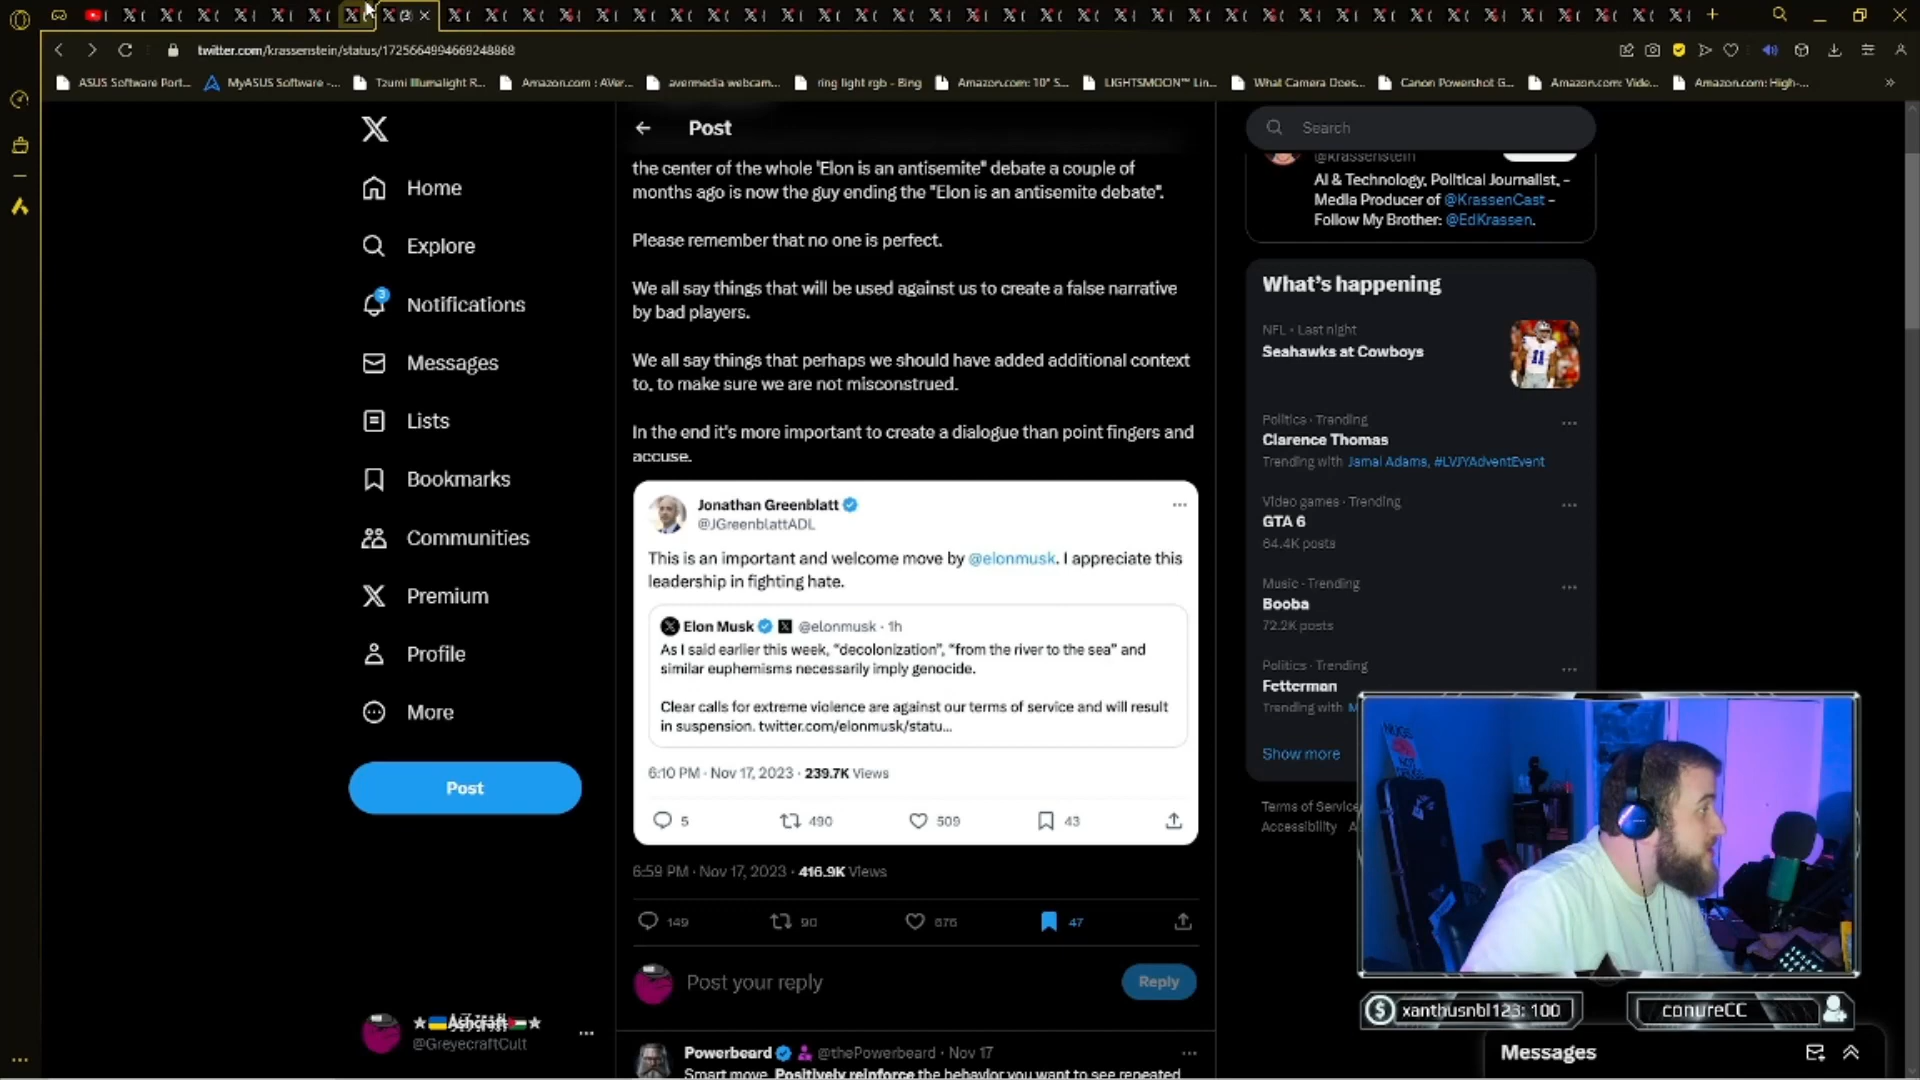 twitter.com/krassenstein/status/1725664994669248868
ASUS Software Port...
MyASUS Software -...
Tzumi Illumalight R...
Amazon.com : AVer...
avermedia webcam...
ring light rgb - Bing
Amazon.com: 10" S...
LIGHTSMOON™ Lin...
What Camera Does...
Canon Powershot G...
Amazon.com: Vide...
Amazon.com: High-...
Home
Explore
3
Notifications
Messages
Lists
Bookmarks
Communities
Premium
Profile
More
Post
@GreyecraftCult
Post
the center of the whole "Elon is an antisemite" debate a couple of
months ago is now the guy ending the "Elon is an antisemite debate".
Please remember that no one is perfect.
We all say things that will be used against us to create a false narrative
by bad players.
We all say things that perhaps we should have added additional context
to, to make sure we are not misconstrued.
In the end it's more important to create a dialogue than point fingers and
accuse.
Jonathan Greenblatt
@JGreenblattADL
This is an important and welcome move by @elonmusk. I appreciate this
leadership in fighting hate.
Elon Musk @elonmusk · 1h
As I said earlier this week, "decolonization", "from the river to the sea" and
similar euphemisms necessarily imply genocide.
Clear calls for extreme violence are against our terms of service and will result
in suspension. twitter.com/elonmusk/statu...
6:10 PM · Nov 17, 2023 · 239.7K Views
5 490 509 43
6:59 PM · Nov 17, 2023 · 416.9K Views
149 90 676 47
Post your reply
Reply
Powerbeard @thePowerbeard · Nov 17
Smart move. Positively reinforce the behavior you want to see repeated
Search
@krassenstein
AI & Technology, Political Journalist, -
Media Producer of @KrassenCast -
Follow My Brother: @EdKrassen.
What's happening
NFL · Last night
Seahawks at Cowboys
Politics · Trending
Clarence Thomas
Trending with Jamal Adams, #LVJYAdventEvent
Video games · Trending
GTA 6
64.4K posts
Music · Trending
Booba
72.2K posts
Politics · Trending
Fetterman
Trending with
Show more
Terms of Service
Accessibility
xanthusnbl123: 100
conureCC
Messages